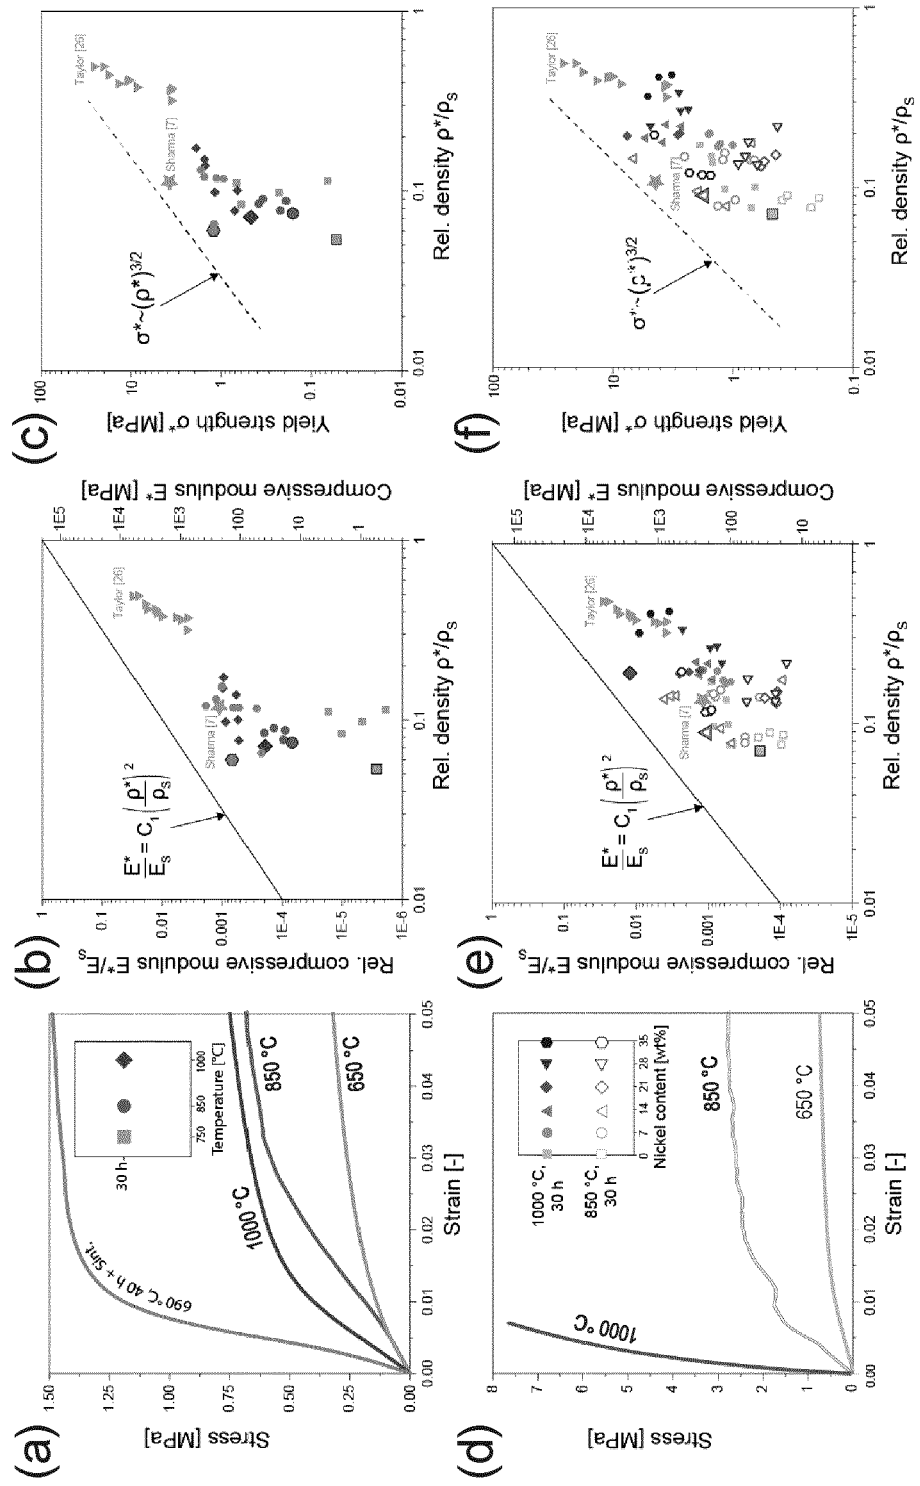 (a)
Stress [MPa]
1.50
1.25
1.00
0.75
0.50
0.25
0.00
0.00
0.01
0.02
0.03
0.04
0.05
Strain [-]
690 °C, 40 h + Sint.
1000 °C
850 °C
650 °C
30 h
750
850
1000
Temperature [°C]
(b)
Rel. compressive modulus E*/Es
1
0.1
0.01
0.001
1E-4
1E-5
1E-6
0.01
0.1
1
Rel. density ρ*/ρs
Compressive modulus E* [MPa]
1E5
1E4
1E3
100
10
1
E*/Es = C1 (ρ*/ρs)²
Sharma [7]
Taylor [26]
(c)
Yield strength σ* [MPa]
100
10
1
0.1
0.01
0.01
0.1
1
Rel. density ρ*/ρs
σ*~(ρ*)3/2
Sharma [7]
Taylor [26]
(d)
Stress [MPa]
8
7
6
5
4
3
2
1
0
0.00
0.01
0.02
0.03
0.04
0.05
Strain [-]
1000 °C
850 °C
650 °C
1000 °C,
30 h
850 °C,
30 h
0
7
14
21
28
35
Nickel content [wt%]
(e)
Rel. compressive modulus E*/Es
1
0.1
0.01
0.001
1E-4
1E-5
0.01
0.1
1
Rel. density ρ*/ρs
Compressive modulus E* [MPa]
1E5
1E4
1E3
100
10
E*/Es = C1 (ρ*/ρs)²
Sharma [7]
Taylor [26]
(f)
Yield strength σ* [MPa]
100
10
1
0.1
0.01
0.1
1
Rel. density ρ*/ρs
σ*~(ρ*)3/2
Sharma [7]
Taylor [26]